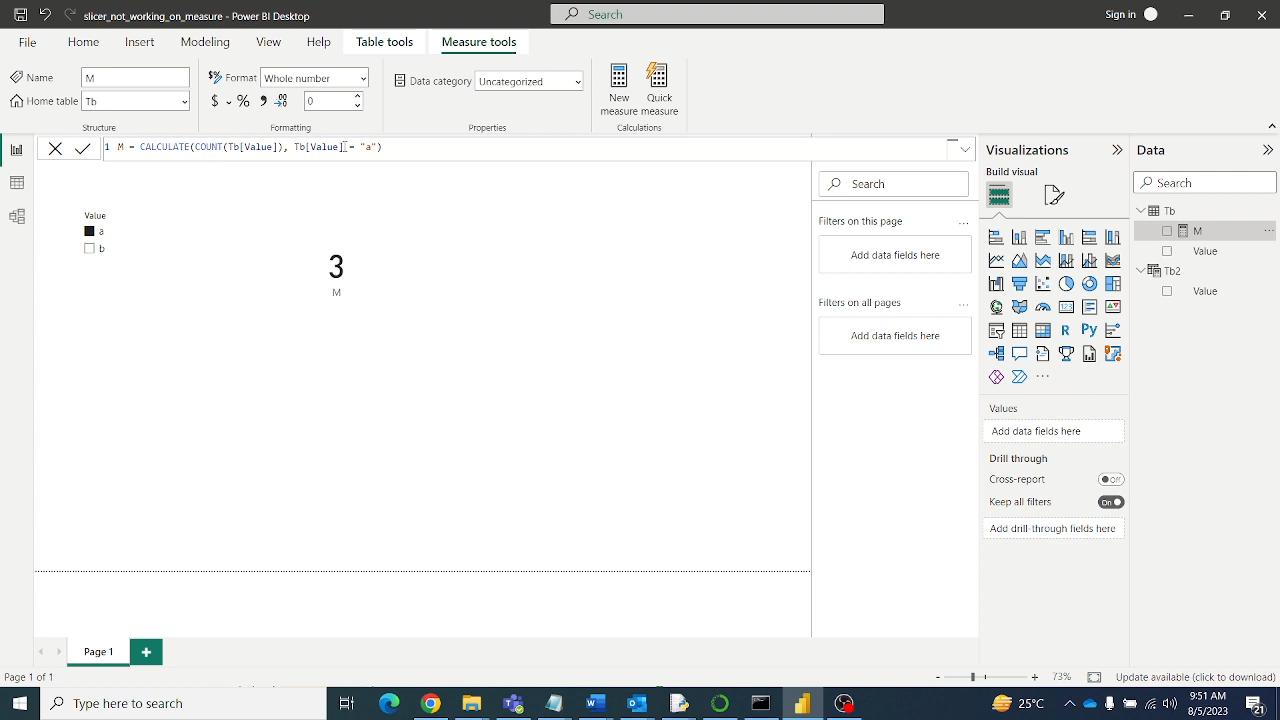 slicer_not_working_on_measure - Power BI Desktop
Search
Sign in
File
Home
Insert
Modeling
View
Help
Table tools
Measure tools
Name
M
Format
Whole number
Data category
Uncategorized
New
measure
Quick
measure
Home table
Tb
$
%
0
Structure
Formatting
Properties
Calculations
1 M = CALCULATE(COUNT(Tb[Value]), Tb[Value] = "a")
Value
a
b
3
M
Search
Filters on this page
...
Add data fields here
Filters on all pages
...
Add data fields here
Visualizations
Build visual
R
Py
...
Values
Add data fields here
Drill through
Cross-report
Off
Keep all filters
On
Add drill-through fields here
Data
Search
Tb
M
...
Value
Tb2
Value
Page 1
Page 1 of 1
73%
Update available (click to download)
Type here to search
25°C
9:51 AM
8/5/2023
1